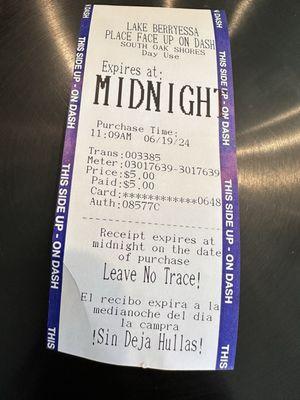 LAKE BERRYESSA
PLACE FACE UP ON DASH
SOUTH OAK SHORES
Day Use
Expires at:
MIDNIGHT
Purchase Time:
11:09AM 06/19/24
Trans:003385
Meter:03017639-3017639
Price:$5.00
Paid:$5.00
Card:************0648
Auth:08577C
Receipt expires at
midnight on the date
of purchase
Leave No Trace!
El recibo expira a la
medianoche del dia
la campra
!Sin Deja Hullas!
DASH
THIS SIDE UP - ON DASH
THIS SIDE UP - ON DASH
THIS
DASH
THIS SIDE UP - ON DASH
THIS SIDE UP - ON DASH
THIS